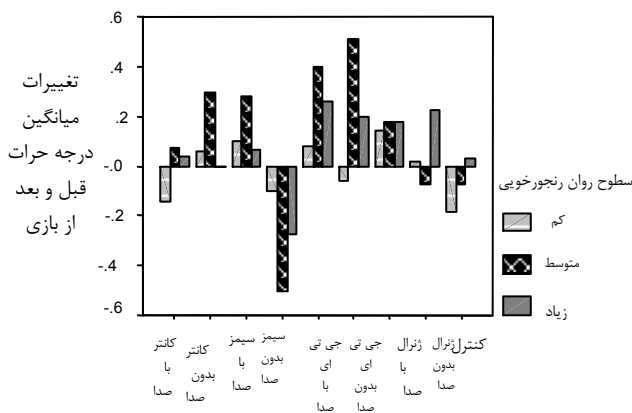 .6
.4
.2
-.0
-.2
-.4
-.6
تغییرات
میانگین
درجه حرات
قبل و بعد
از بازی
سطوح روان رنجورخویی
کم
متوسط
زیاد
کانتر
با
صدا
کانتر
بدون
صدا
سیمز
با
صدا
سیمز
بدون
صدا
جی تی
ای
با
صدا
جی تی
ای
بدون
صدا
ژنرال
با
صدا
ژنرال
بدون
صدا
کنترل